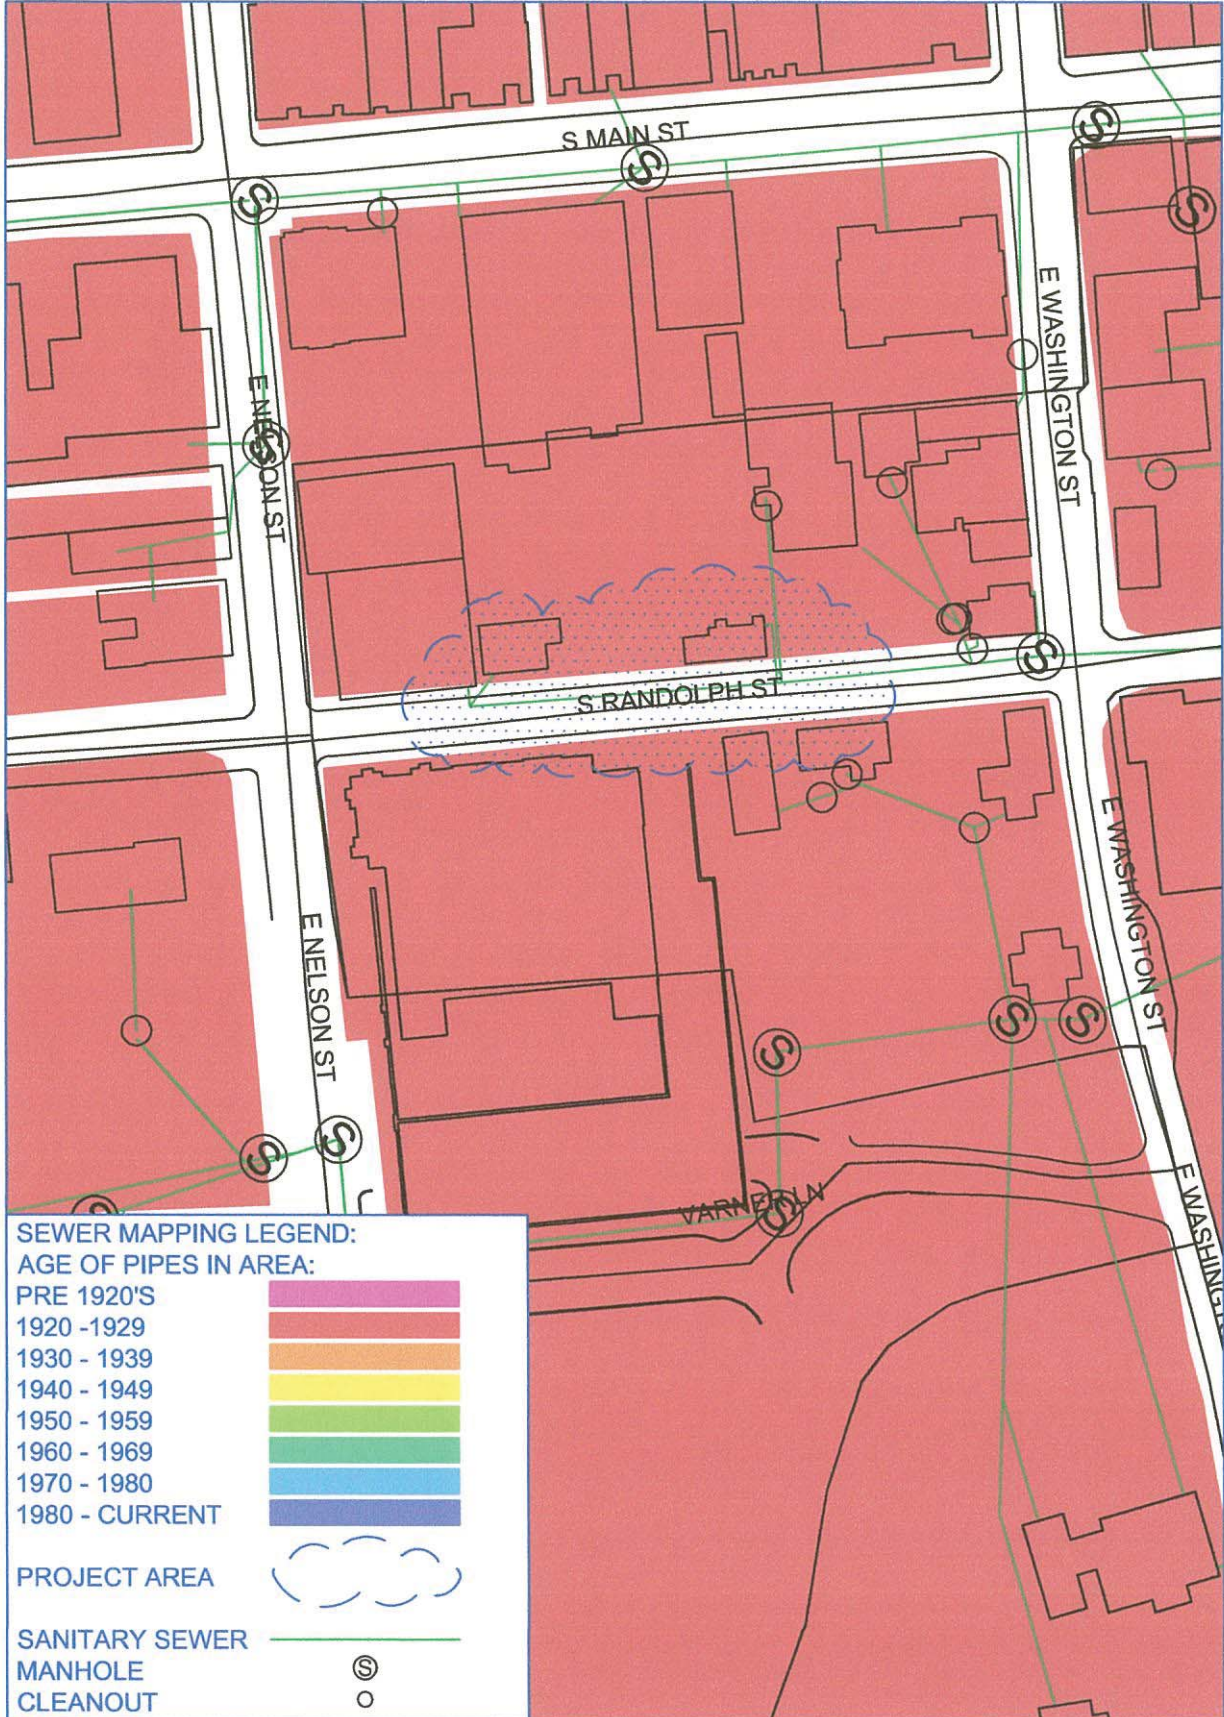 S MAIN ST
E WASHINGTON ST
E NELSON ST
S RANDOLPH ST
E WASHINGTON ST
E NELSON ST
VARNER LN
E WASHINGT
SEWER MAPPING LEGEND:
AGE OF PIPES IN AREA:
PRE 1920'S
1920 -1929
1930 - 1939
1940 - 1949
1950 - 1959
1960 - 1969
1970 - 1980
1980 - CURRENT
PROJECT AREA
SANITARY SEWER
MANHOLE S
CLEANOUT
S
S
S
S
S
S
S
S
S
S
S
S
S